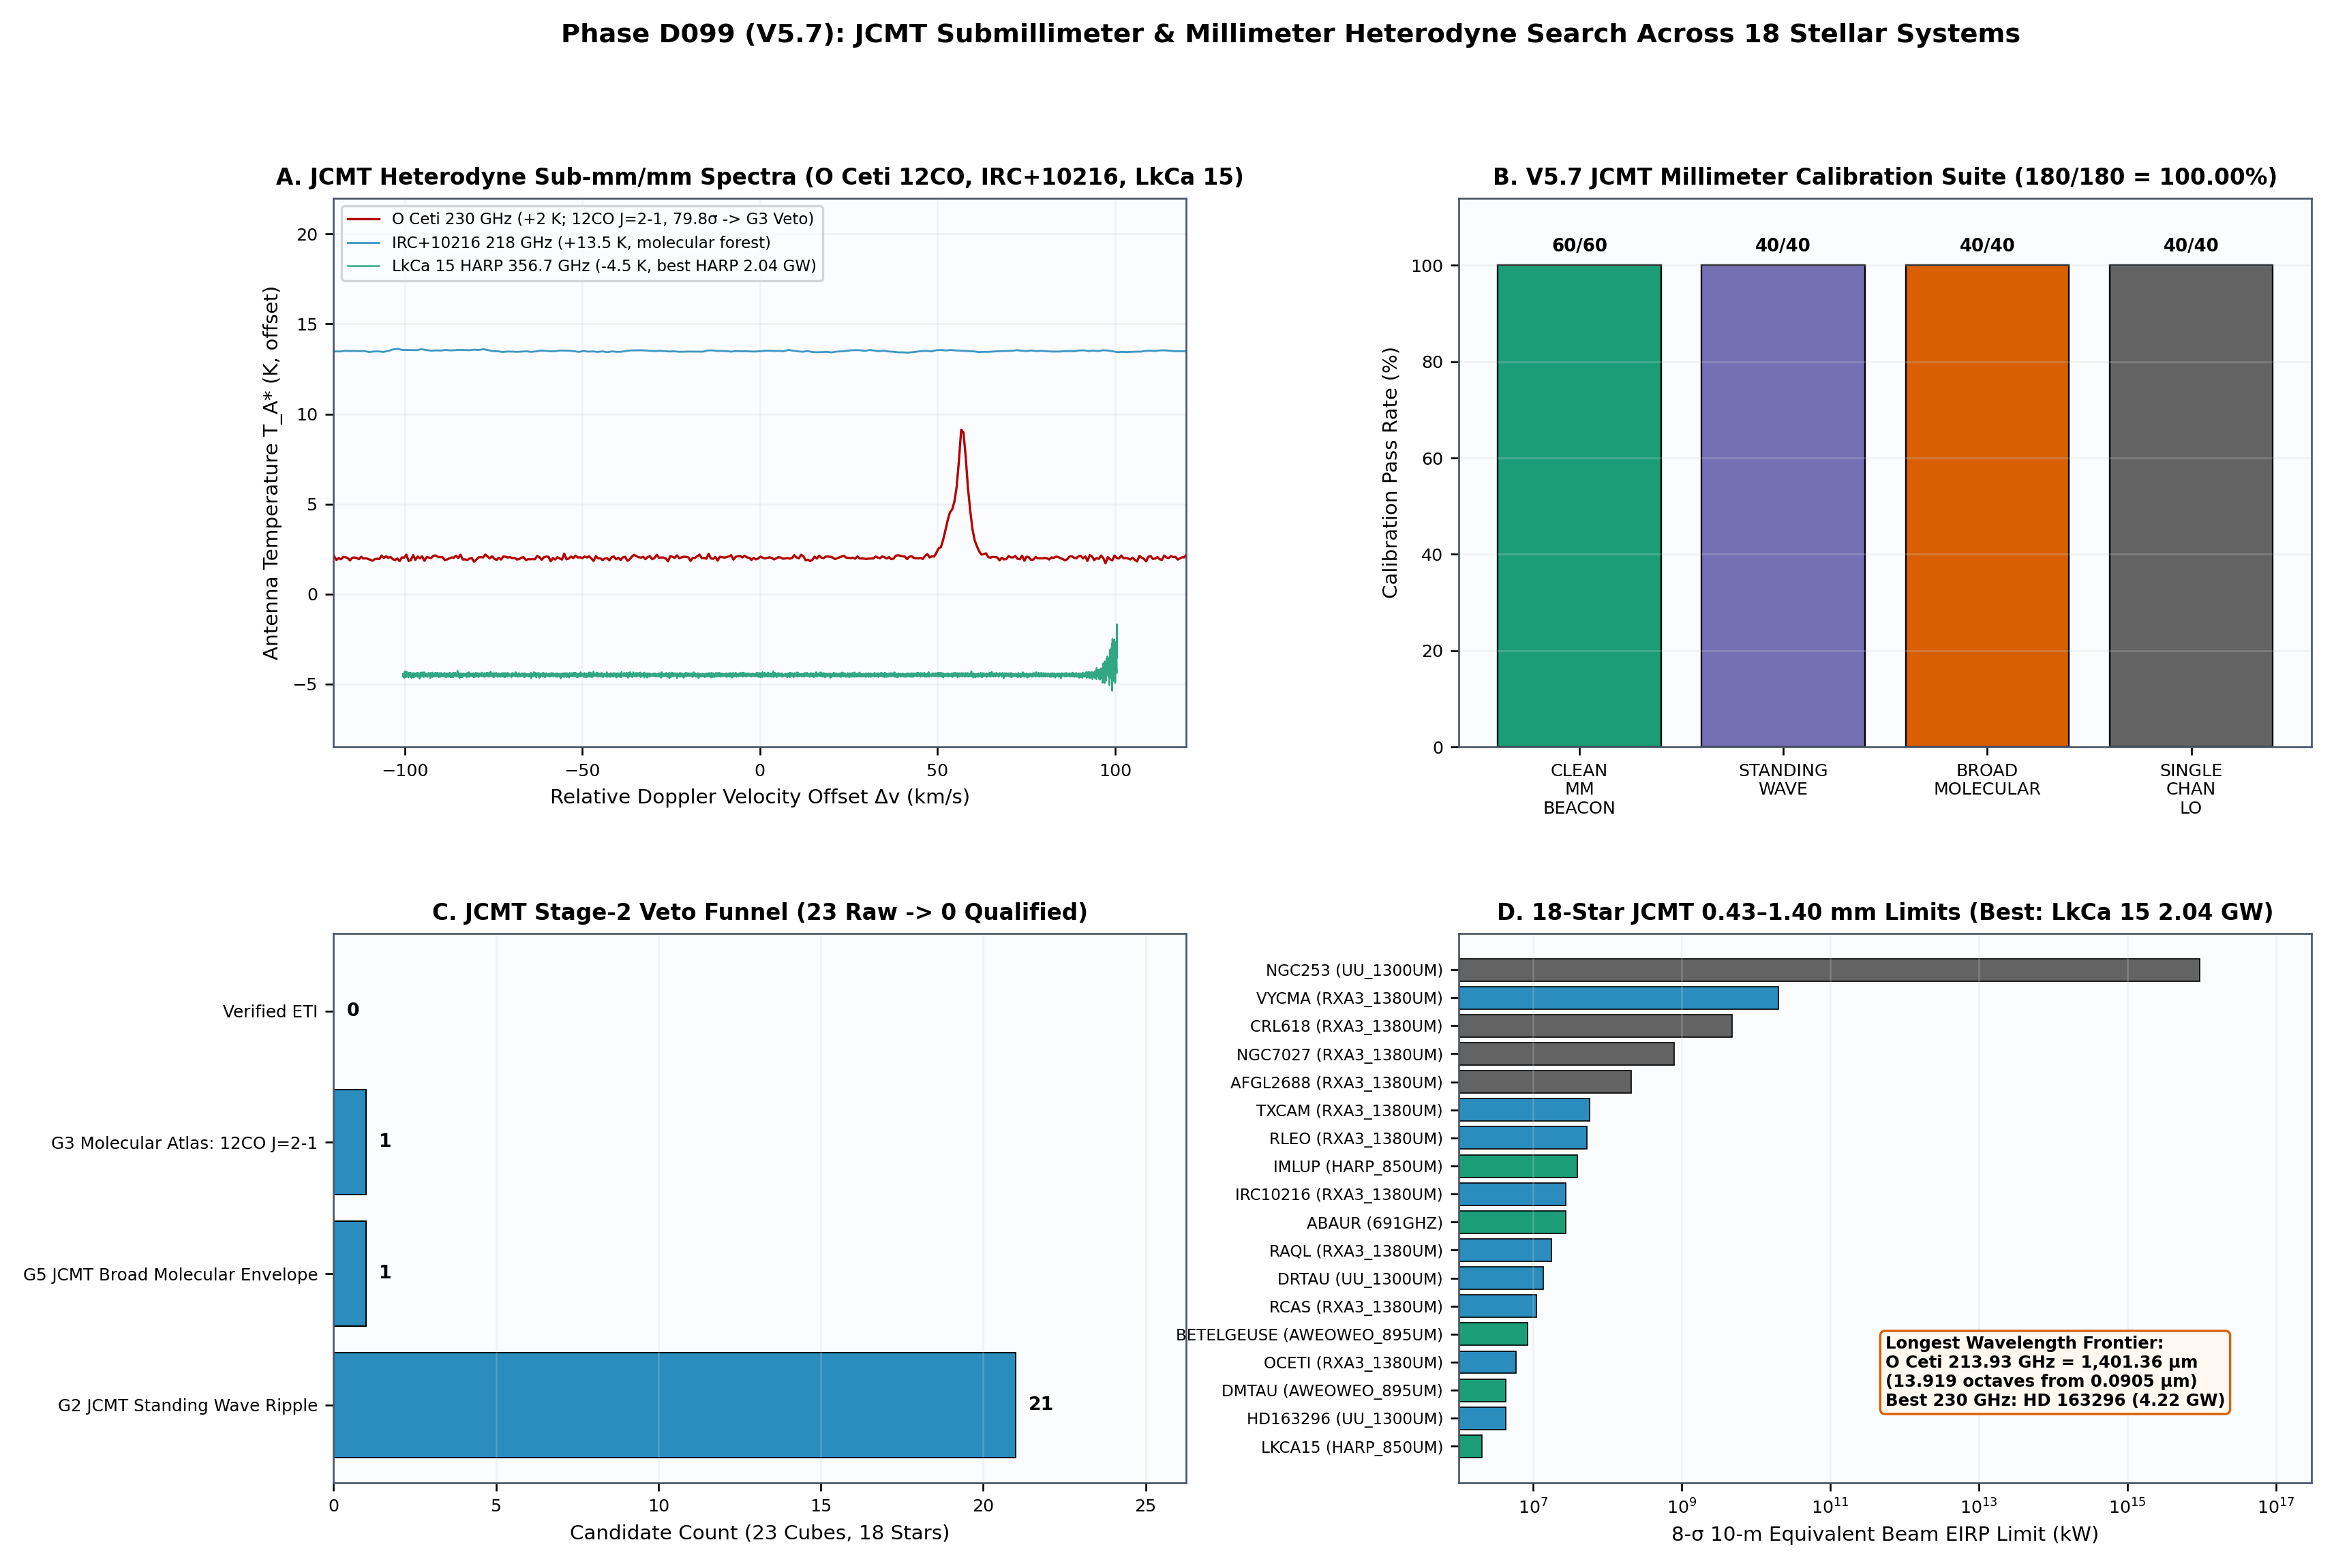 Phase D099 (V5.7): JCMT Submillimeter & Millimeter Heterodyne Search Across 18 Stellar Systems
A. JCMT Heterodyne Sub-mm/mm Spectra (O Ceti 12CO, IRC+10216, LkCa 15)
O Ceti 230 GHz (+2 K; 12CO J=2-1, 79.8σ -> G3 Veto)
IRC+10216 218 GHz (+13.5 K, molecular forest)
LkCa 15 HARP 356.7 GHz (-4.5 K, best HARP 2.04 GW)
Antenna Temperature T_A* (K, offset)
20
15
10
5
0
−5
−100
−50
0
50
100
Relative Doppler Velocity Offset Δv (km/s)
B. V5.7 JCMT Millimeter Calibration Suite (180/180 = 100.00%)
60/60
40/40
40/40
40/40
Calibration Pass Rate (%)
100
80
60
40
20
0
CLEAN
MM
BEACON
STANDING
WAVE
BROAD
MOLECULAR
SINGLE
CHAN
LO
C. JCMT Stage-2 Veto Funnel (23 Raw -> 0 Qualified)
Verified ETI
0
G3 Molecular Atlas: 12CO J=2-1
1
G5 JCMT Broad Molecular Envelope
1
G2 JCMT Standing Wave Ripple
21
0
5
10
15
20
25
Candidate Count (23 Cubes, 18 Stars)
D. 18-Star JCMT 0.43–1.40 mm Limits (Best: LkCa 15 2.04 GW)
NGC253 (UU_1300UM)
VYCMA (RXA3_1380UM)
CRL618 (RXA3_1380UM)
NGC7027 (RXA3_1380UM)
AFGL2688 (RXA3_1380UM)
TXCAM (RXA3_1380UM)
RLEO (RXA3_1380UM)
IMLUP (HARP_850UM)
IRC10216 (RXA3_1380UM)
ABAUR (691GHZ)
RAQL (RXA3_1380UM)
DRTAU (UU_1300UM)
RCAS (RXA3_1380UM)
BETELGEUSE (AWEOWEO_895UM)
OCETI (RXA3_1380UM)
DMTAU (AWEOWEO_895UM)
HD163296 (UU_1300UM)
LKCA15 (HARP_850UM)
Longest Wavelength Frontier:
O Ceti 213.93 GHz = 1,401.36 µm
(13.919 octaves from 0.0905 µm)
Best 230 GHz: HD 163296 (4.22 GW)
10⁷
10⁹
10¹¹
10¹³
10¹⁵
10¹⁷
8-σ 10-m Equivalent Beam EIRP Limit (kW)